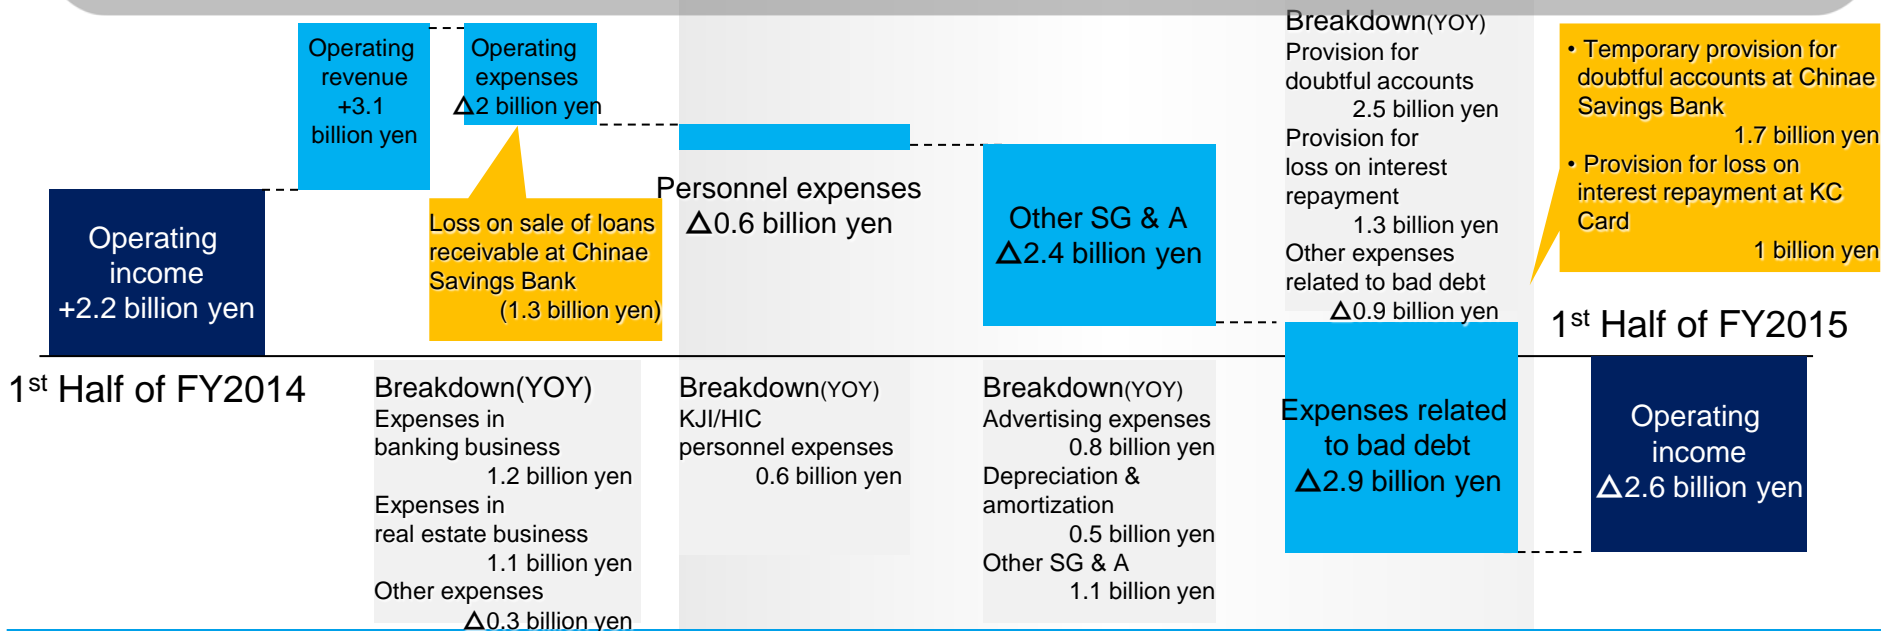 Operating
revenue
+3.1
billion yen
Operating
expenses
Δ2 billion yen
Loss on sale of loans
receivable at Chinae
Savings Bank
(1.3 billion yen)
Operating
income
+2.2 billion yen
1st Half of FY2014
Breakdown(YOY)
Expenses in
banking business
1.2 billion yen
Expenses in
real estate business
1.1 billion yen
Other expenses
Δ0.3 billion yen
Personnel expenses
Δ0.6 billion yen
Breakdown(YOY)
KJI/HIC
personnel expenses
0.6 billion yen
Other SG & A
Δ2.4 billion yen
Breakdown(YOY)
Advertising expenses
0.8 billion yen
Depreciation &
amortization
0.5 billion yen
Other SG & A
1.1 billion yen
Breakdown(YOY)
Provision for
doubtful accounts
2.5 billion yen
Provision for
loss on interest
repayment
1.3 billion yen
Other expenses
related to bad debt
Δ0.9 billion yen
Expenses related
to bad debt
Δ2.9 billion yen
• Temporary provision for
doubtful accounts at Chinae
Savings Bank
1.7 billion yen
• Provision for loss on
interest repayment at KC
Card
1 billion yen
1st Half of FY2015
Operating
income
Δ2.6 billion yen